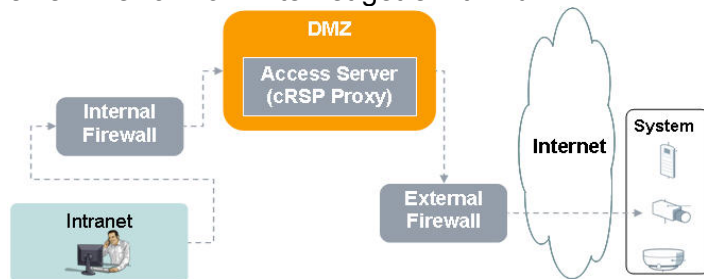 DMZ
Access Server
(cRSP Proxy)
Internal
Firewall
Internet
System
External
Firewall
Intranet